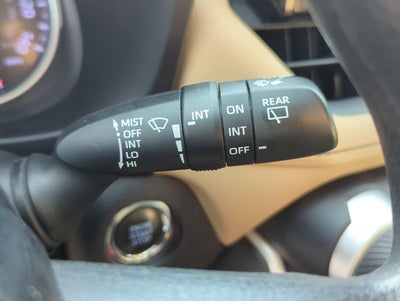 MIST
OFF
INT
LO
HI
INT
ON
INT
OFF
REAR